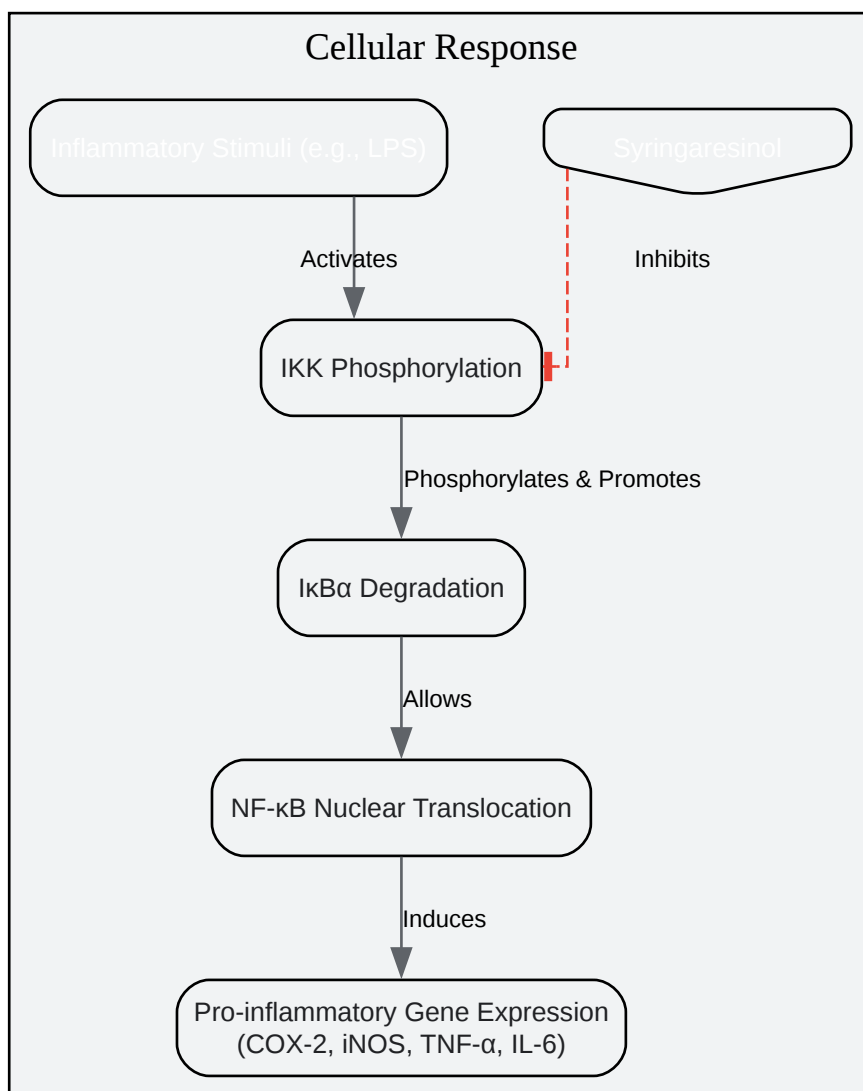 Cellular Response
Inflammatory Stimuli (e.g., LPS)
Syringaresinol
Activates
Inhibits
IKK Phosphorylation
Phosphorylates & Promotes
IκBα Degradation
Allows
NF-κB Nuclear Translocation
Induces
Pro-inflammatory Gene Expression
(COX-2, iNOS, TNF-α, IL-6)